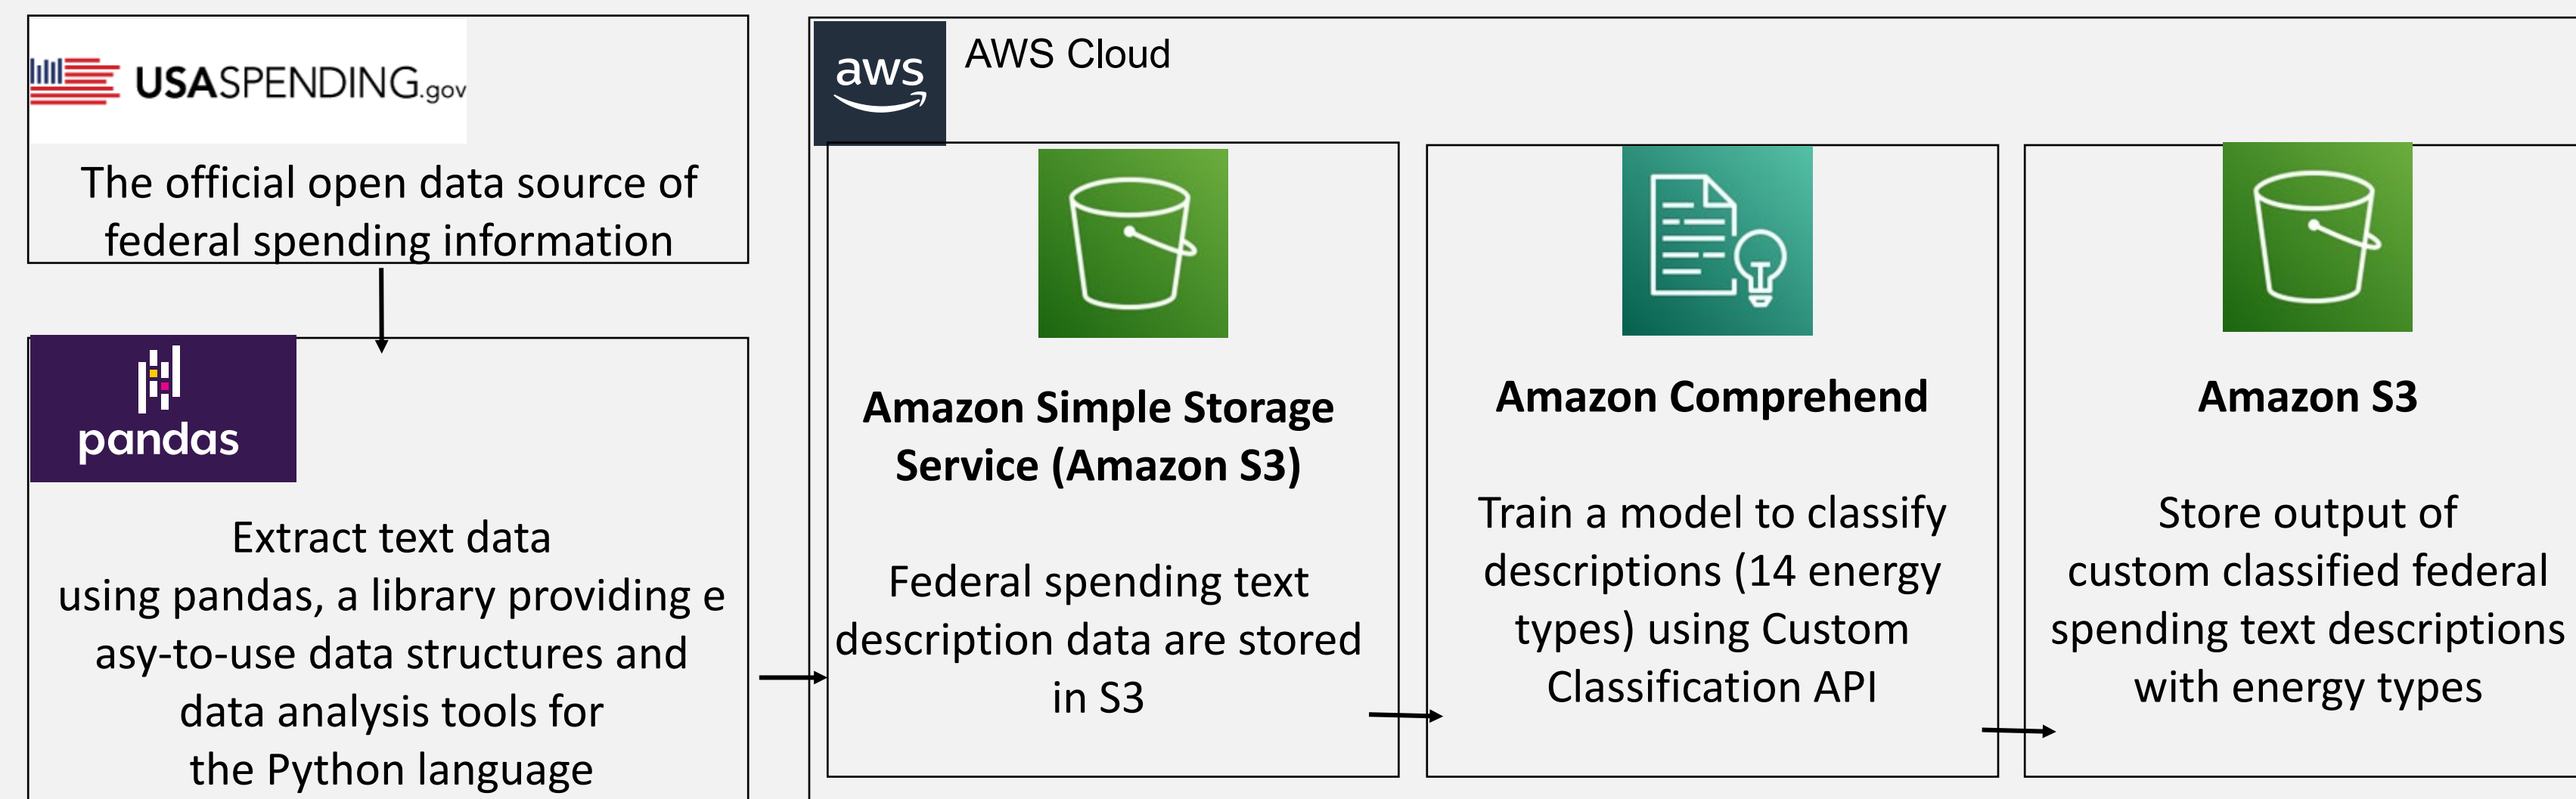 USASPENDING.gov
The official open data source of
federal spending information
pandas
Extract text data
using pandas, a library providing e
asy-to-use data structures and
data analysis tools for
the Python language
aws
AWS Cloud
Amazon Simple Storage
Service (Amazon S3)
Federal spending text
description data are stored
in S3
Amazon Comprehend
Train a model to classify
descriptions (14 energy
types) using Custom
Classification API
Amazon S3
Store output of
custom classified federal
spending text descriptions
with energy types